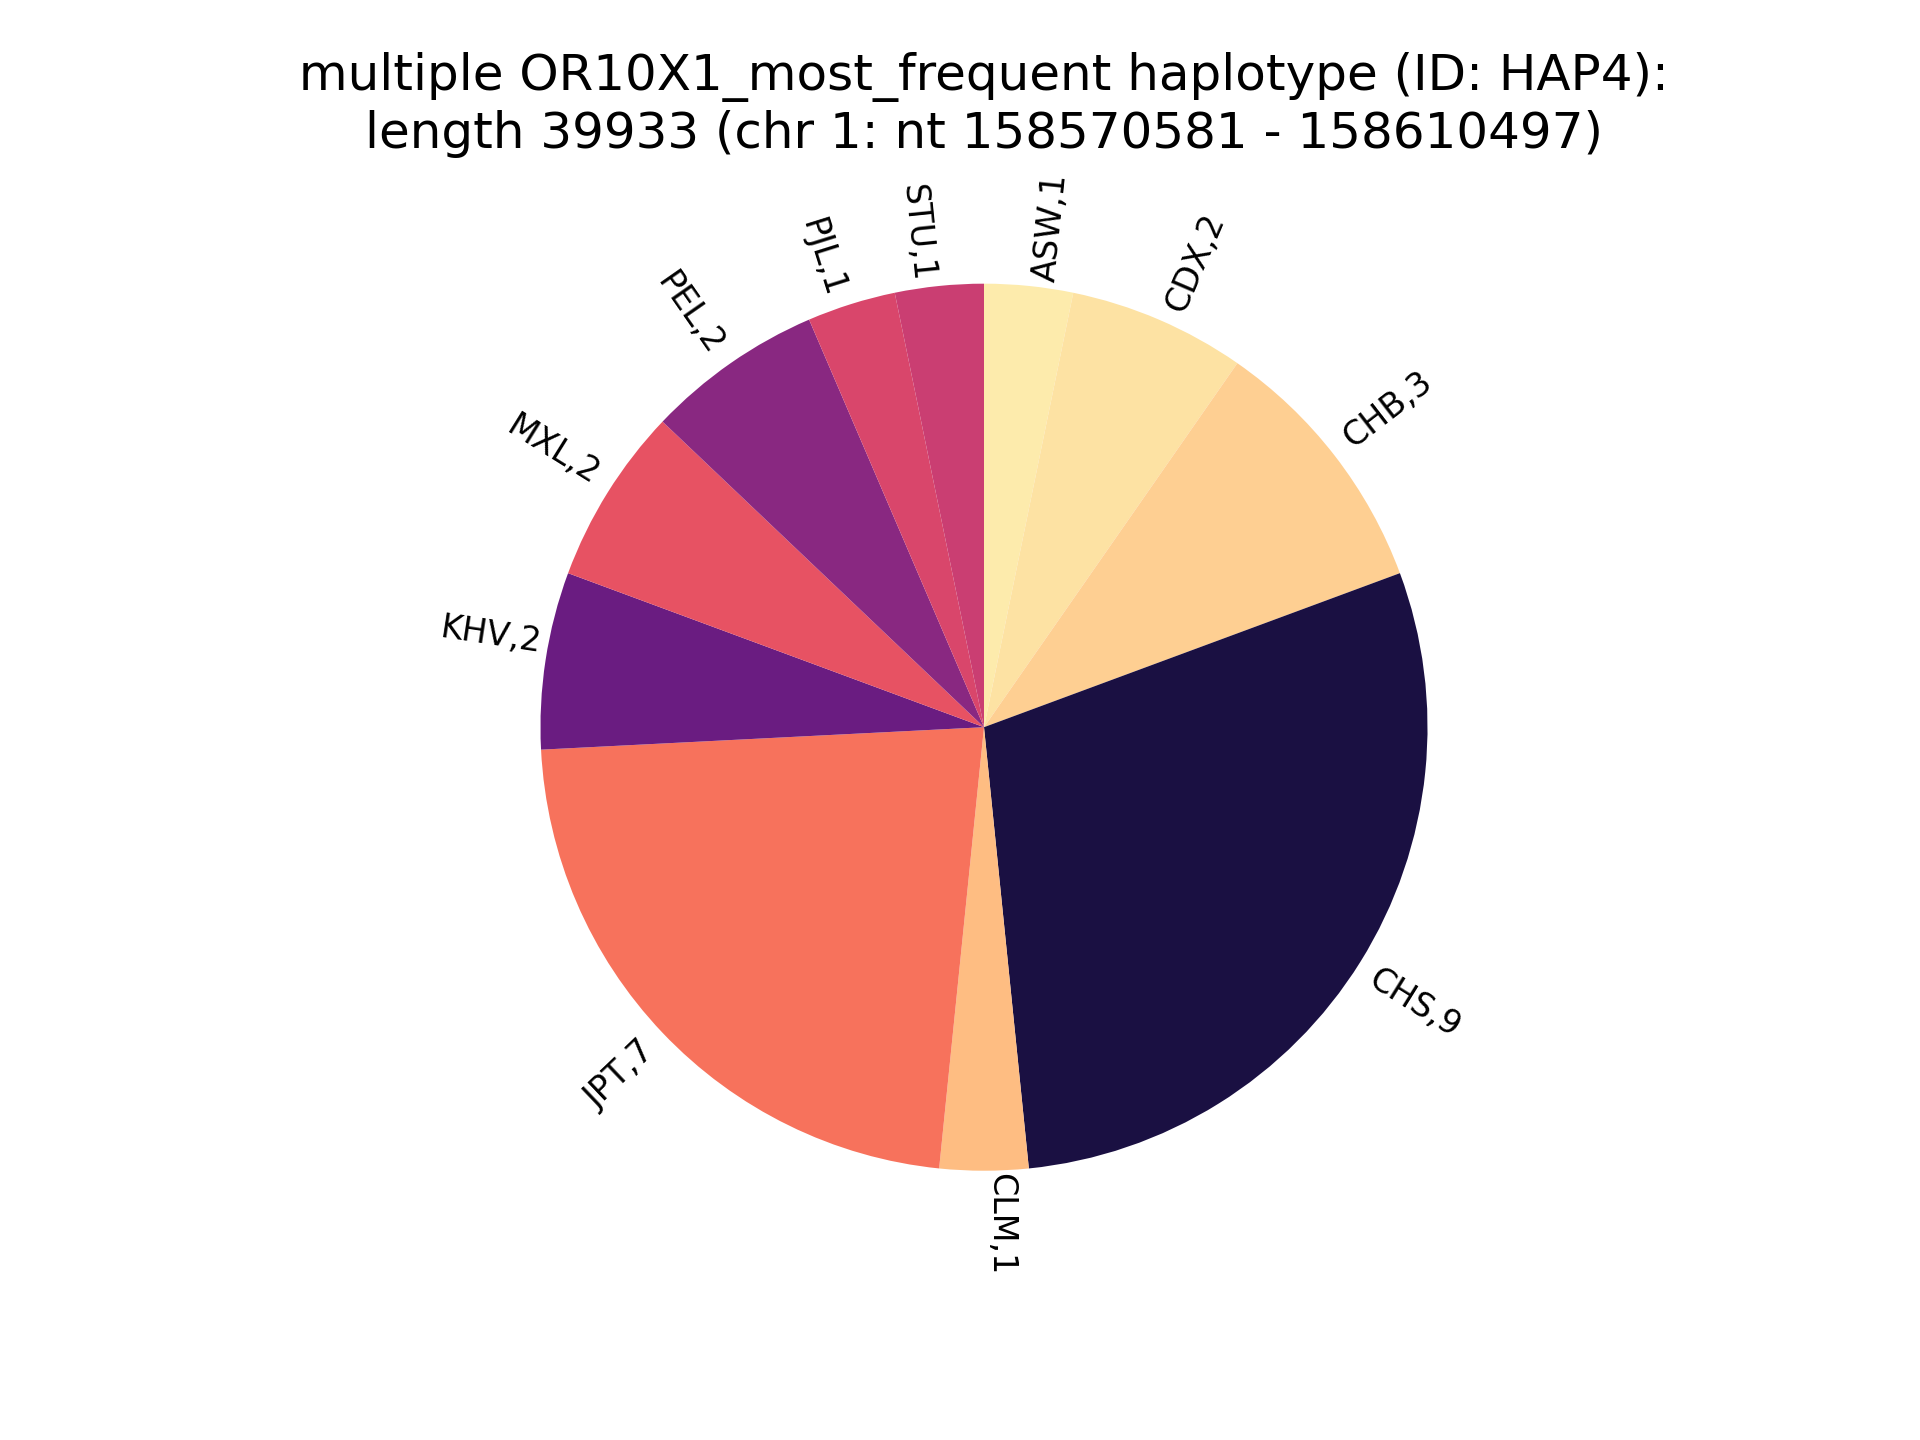 multiple OR10X1_most_frequent haplotype (ID: HAP4):
length 39933 (chr 1: nt 158570581 - 158610497)
ASW,1
CDX,2
CHB,3
CHS,9
CLM,1
JPT,7
KHV,2
MXL,2
PEL,2
PJL,1
STU,1